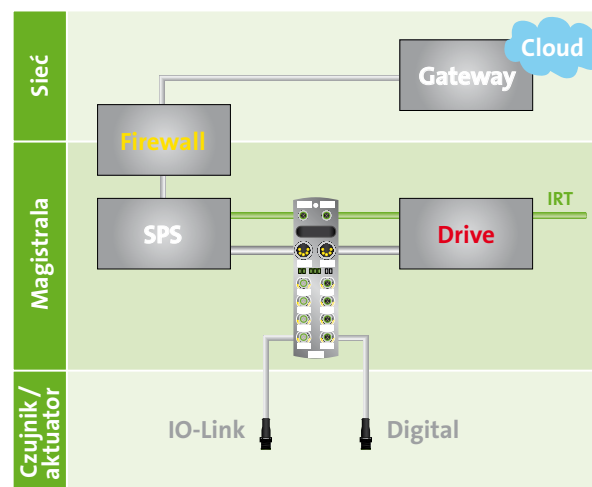 Sieć
Cloud
Gateway
Firewall
Magistrala
IRT
SPS
Drive
Czujnik /
aktuator
IO-Link
Digital